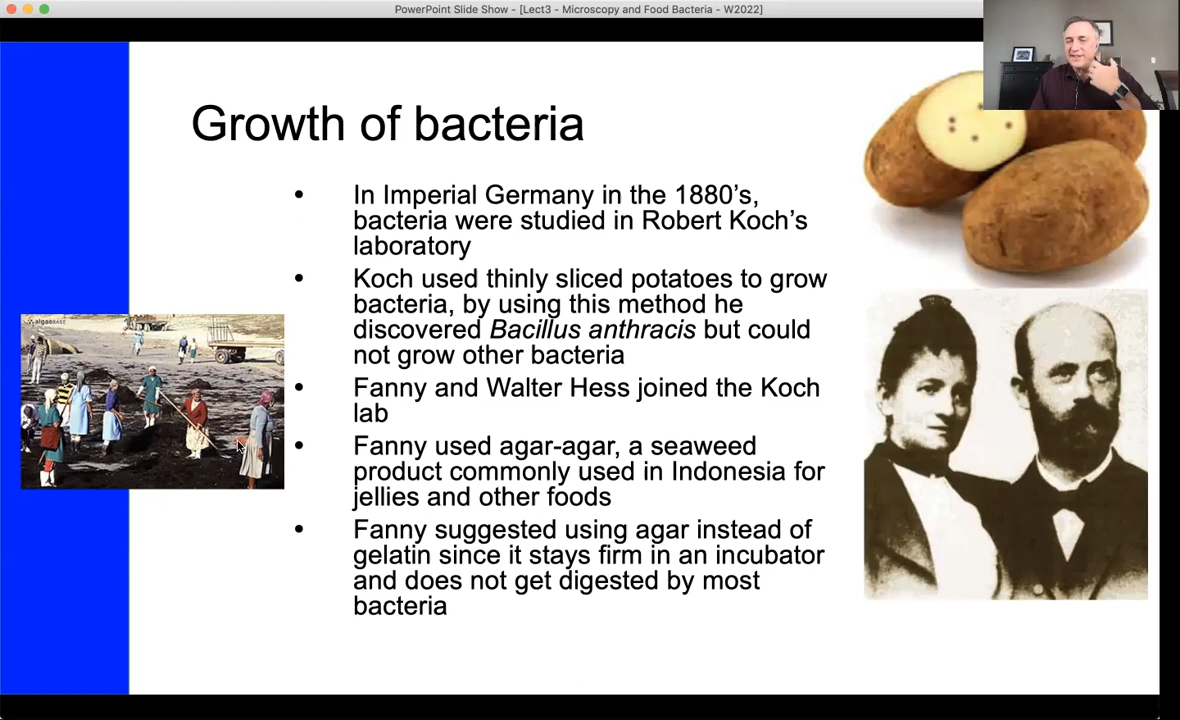 PowerPoint Slide Show - [Lect3 - Microscopy and Food Bacteria - W2022]
Growth of bacteria
• In Imperial Germany in the 1880’s,
bacteria were studied in Robert Koch’s
laboratory
• Koch used thinly sliced potatoes to grow
bacteria, by using this method he
discovered Bacillus anthracis but could
not grow other bacteria
• Fanny and Walter Hess joined the Koch
lab
• Fanny used agar-agar, a seaweed
product commonly used in Indonesia for
jellies and other foods
• Fanny suggested using agar instead of
gelatin since it stays firm in an incubator
and does not get digested by most
bacteria
algaeBASE